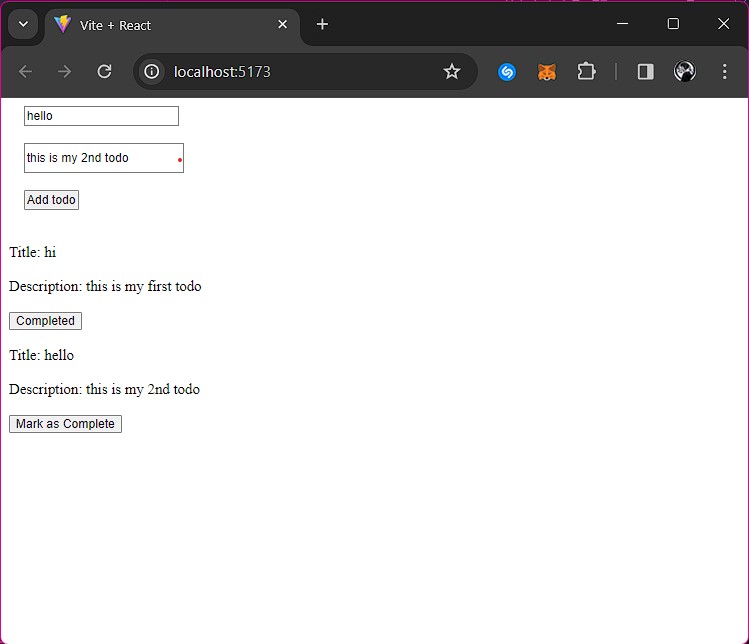 Vite + React
localhost:5173
hello
this is my 2nd todo
Add todo
Title: hi
Description: this is my first todo
Completed
Title: hello
Description: this is my 2nd todo
Mark as Complete